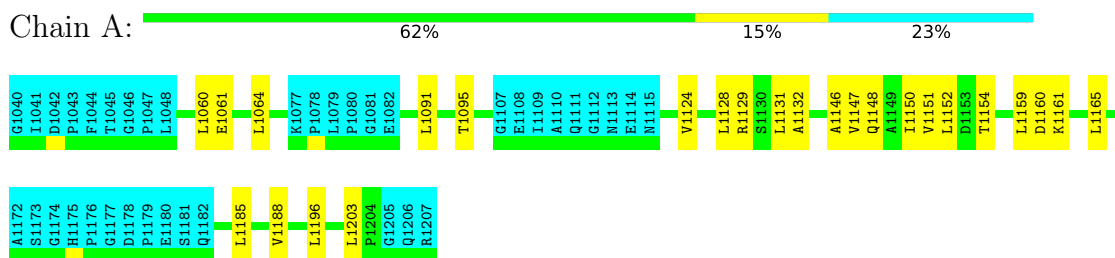 Chain A:
62% 15% 23%
G1040 I1041 D1042 P1043 F1044 T1045 G1046 P1047 L1048 L1060 E1061 L1064 K1077 P1078 L1079 P1080 G1081 E1082 L1091 T1095 G1107 E1108 I1109 A1110 Q1111 G1112 N1113 E1114 N1115 V1124 L1128 R1129 S1130 L1131 A1132 A1146 V1147 Q1148 A1149 I1150 V1151 L1152 D1153 T1154 L1159 D1160 K1161 L1165
A1172 S1173 G1174 H1175 P1176 G1177 D1178 P1179 E1180 S1181 Q1182 L1185 V1188 L1196 L1203 P1204 G1205 Q1206 R1207